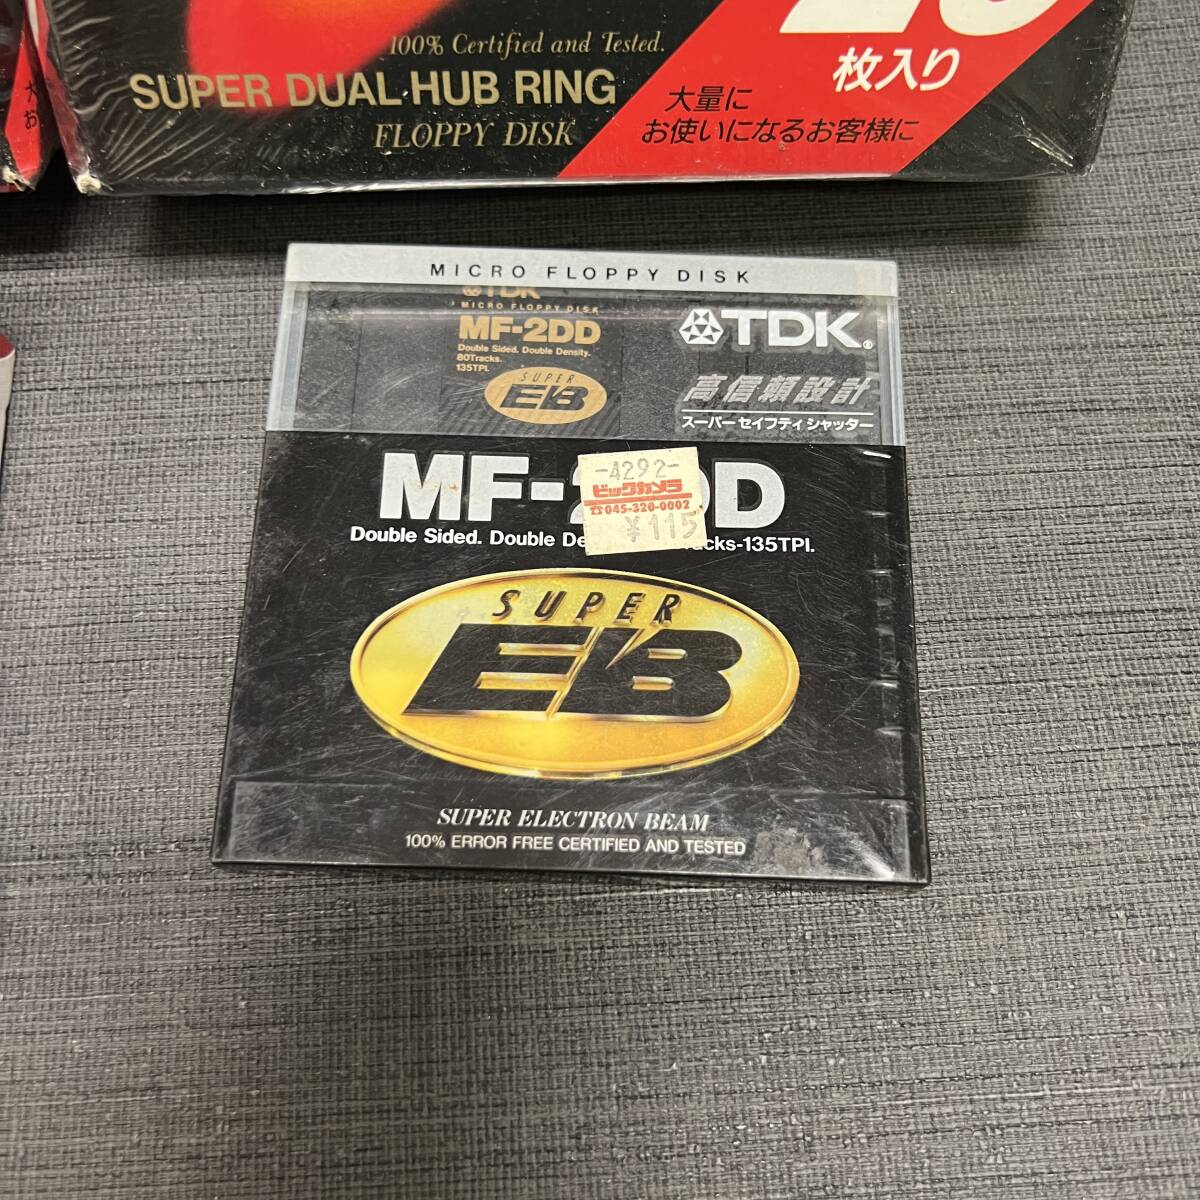 100% Certified and Tested.
SUPER DUAL HUB RING
FLOPPY DISK
枚入り
大量に
お使いになるお客様に
MICRO FLOPPY DISK
TDK
MICRO FLOPPY DISK
MF-2DD
Double Sided. Double Density.
80Tracks.
135TPI.
SUPER
EB
TDK
高信頼設計
スーパーセイフティシャッター
-4292-
ビックカメラ
☎045-320-0002
¥115
Double Sided. Double
-135TPI.
SUPER
EB
SUPER ELECTRON BEAM
100% ERROR FREE CERTIFIED AND TESTED